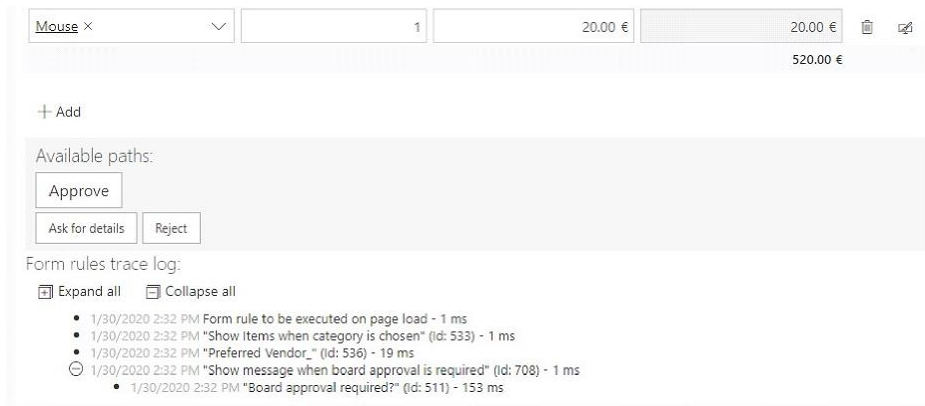 Mouse × 1 20.00 € 20.00 €
520.00 €
+ Add
Available paths:
Approve
Ask for details Reject
Form rules trace log:
Expand all Collapse all
• 1/30/2020 2:32 PM Form rule to be executed on page load - 1 ms
• 1/30/2020 2:32 PM "Show Items when category is chosen" (Id: 533) - 1 ms
• 1/30/2020 2:32 PM "Preferred Vendor_" (Id: 536) - 19 ms
1/30/2020 2:32 PM "Show message when board approval is required" (Id: 708) - 1 ms
• 1/30/2020 2:32 PM "Board approval required?" (Id: 511) - 153 ms